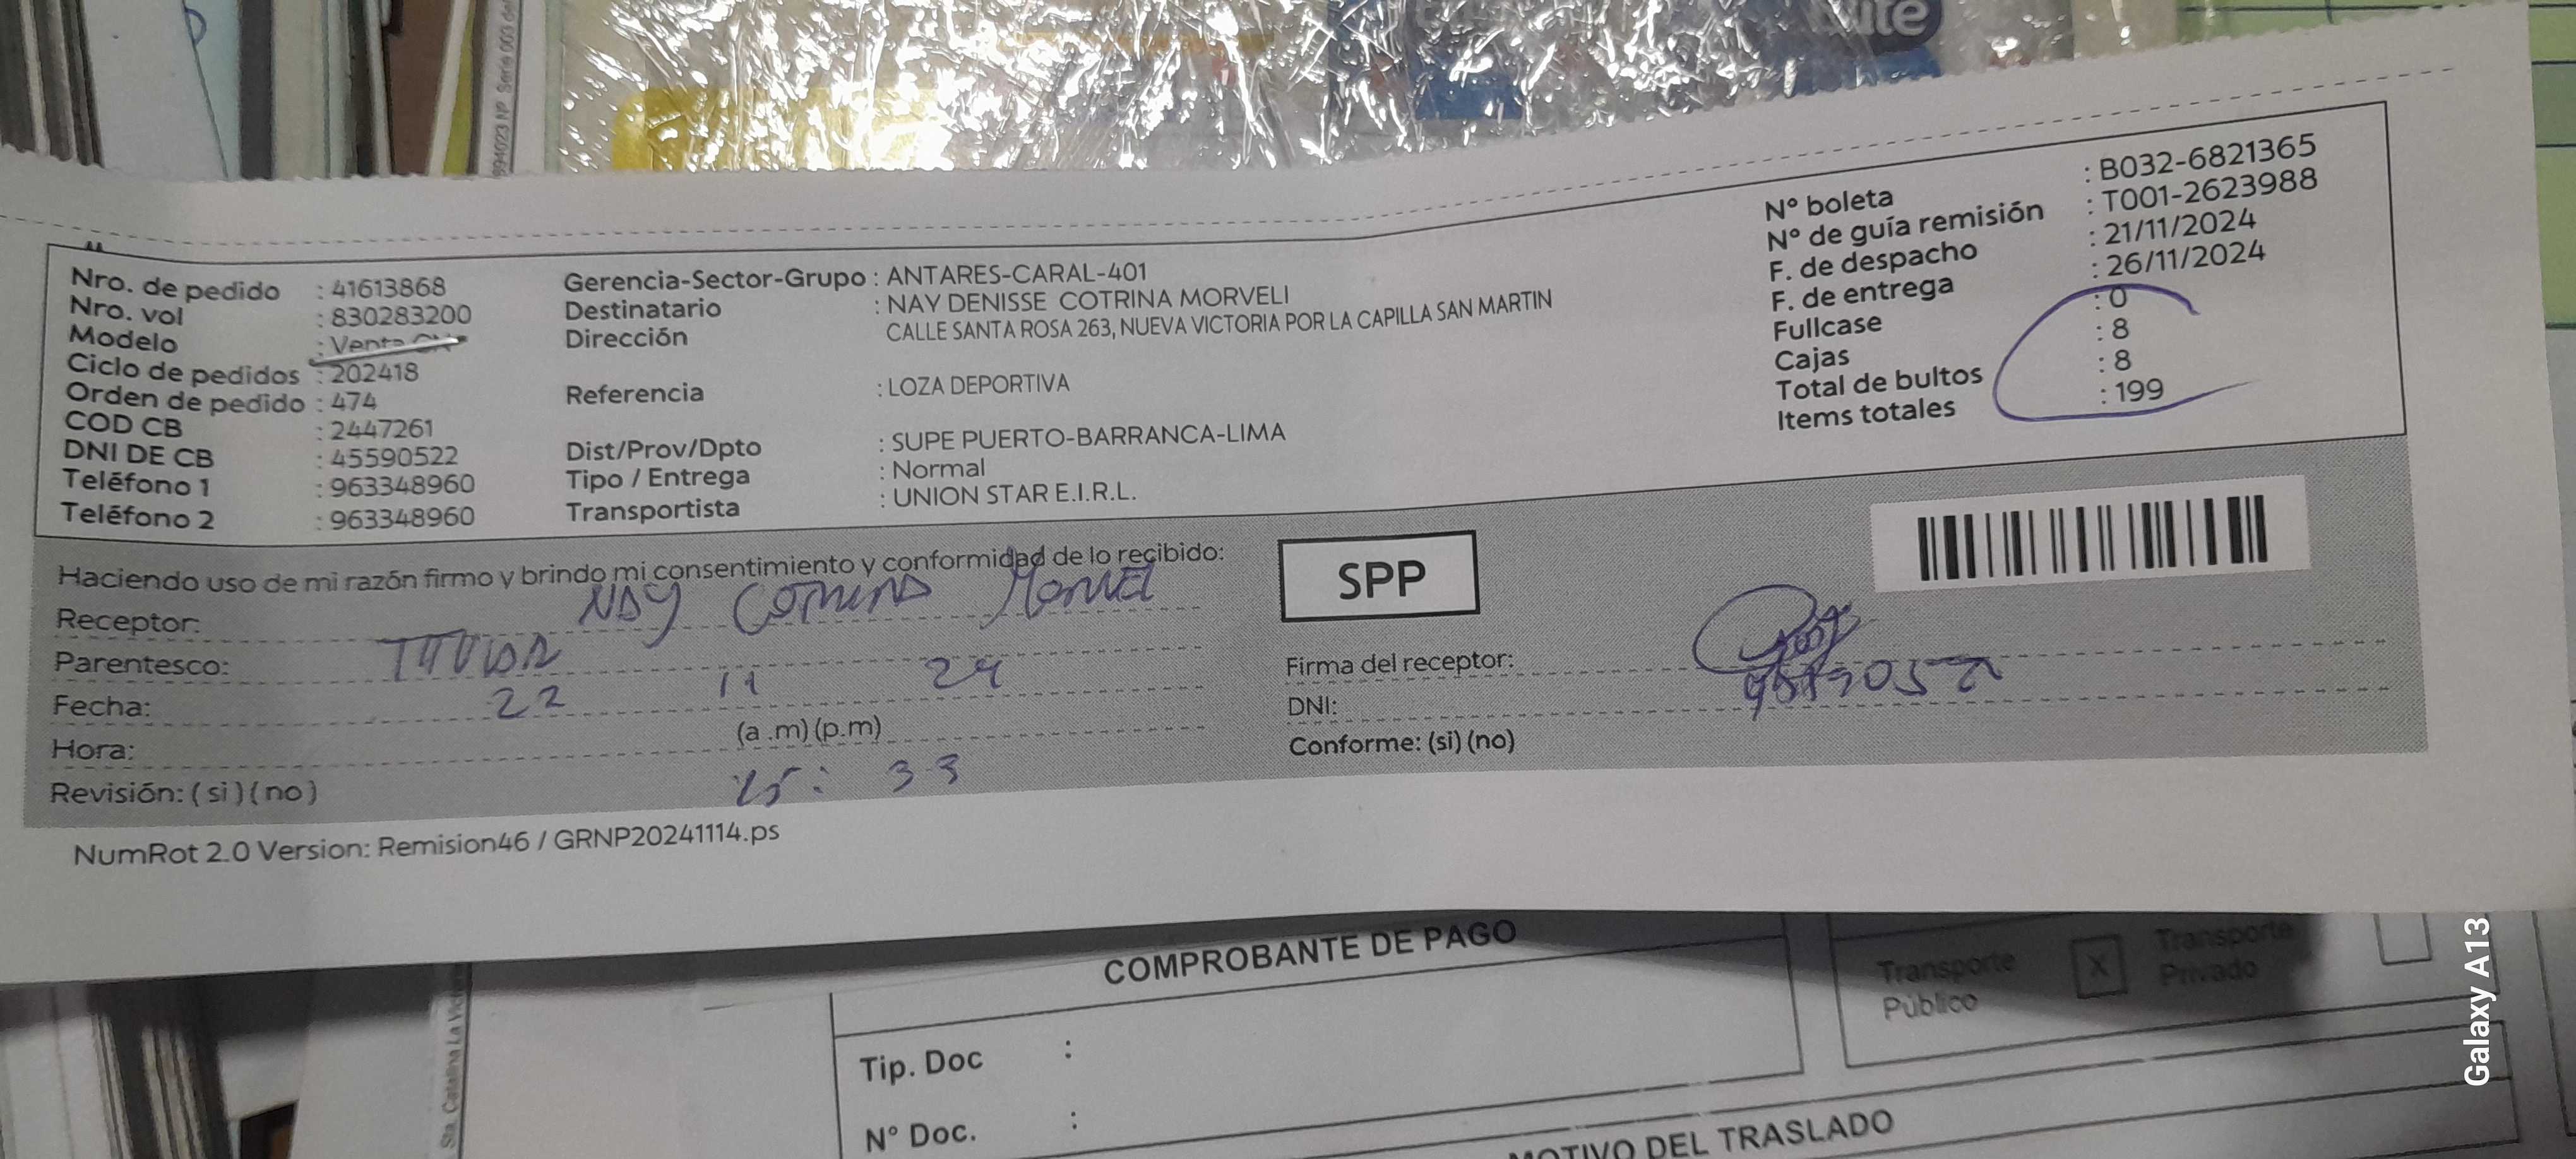 Nº boleta : B032-6821365
Nº de guía remisión : T001-2623988
F. de despacho : 21/11/2024
F. de entrega : 26/11/2024
Fullcase : 0
Cajas : 8
Total de bultos : 8
Items totales : 199
Nro. de pedido : 41613868
Nro. vol : 830283200
Modelo : Venta
Ciclo de pedidos : 202418
Orden de pedido : 474
COD CB : 2447261
DNI DE CB : 45590522
Teléfono 1 : 963348960
Teléfono 2 : 963348960
Gerencia-Sector-Grupo : ANTARES-CARAL-401
Destinatario : NAY DENISSE COTRINA MORVELI
Dirección CALLE SANTA ROSA 263, NUEVA VICTORIA POR LA CAPILLA SAN MARTIN
Referencia : LOZA DEPORTIVA
Dist/Prov/Dpto : SUPE PUERTO-BARRANCA-LIMA
Tipo / Entrega : Normal
Transportista : UNION STAR E.I.R.L.
Haciendo uso de mi razón firmo y brindo mi consentimiento y conformidad de lo recibido:
Receptor: NAY
Parentesco:
Fecha: 22 11 24
Hora: (a .m) (p.m)
15: 33
Revisión: ( si ) ( no )
SPP
Firma del receptor:
DNI:
Conforme: (si) (no)
NumRot 2.0 Version: Remision46 / GRNP20241114.ps
COMPROBANTE DE PAGO
Tip. Doc :
Nº Doc. :
Transporte Público X
Transporte Privado
MOTIVO DEL TRASLADO
Galaxy A13